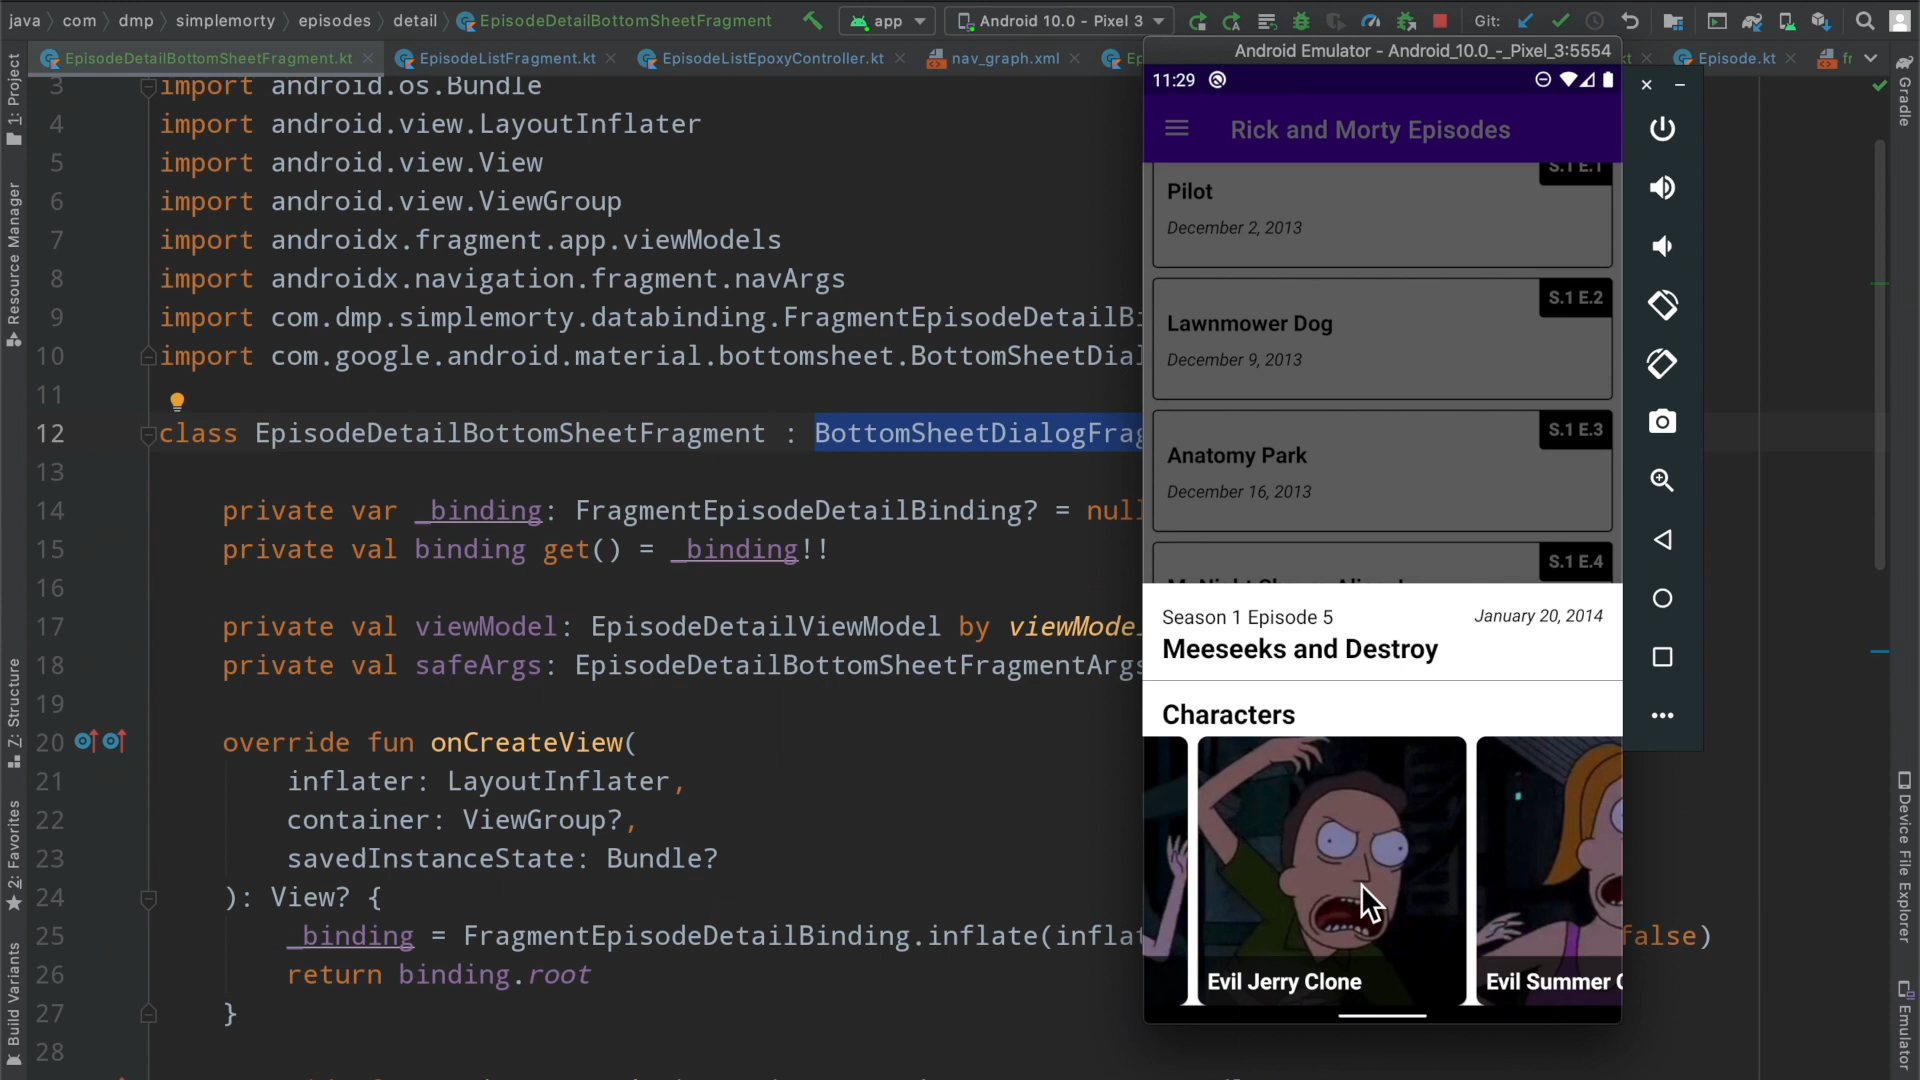 java › com › dmp › simplemorty › episodes › detail › EpisodeDetailBottomSheetFragment
app
Android 10.0 - Pixel 3
Git:
EpisodeDetailBottomSheetFragment.kt
EpisodeListFragment.kt
EpisodeListEpoxyController.kt
nav_graph.xml
Ep
kt
Episode.kt
fr
1: Project
Resource Manager
Z: Structure
2: Favorites
Build Variants
3 import android.os.Bundle
4 import android.view.LayoutInflater
5 import android.view.View
6 import android.view.ViewGroup
7 import androidx.fragment.app.viewModels
8 import androidx.navigation.fragment.navArgs
9 import com.dmp.simplemorty.databinding.FragmentEpisodeDetailBi
10 import com.google.android.material.bottomsheet.BottomSheetDial
11
12 class EpisodeDetailBottomSheetFragment : BottomSheetDialogFrag
13
14 private var _binding: FragmentEpisodeDetailBinding? = null
15 private val binding get() = _binding!!
16
17 private val viewModel: EpisodeDetailViewModel by viewModel
18 private val safeArgs: EpisodeDetailBottomSheetFragmentArgs
19
20 override fun onCreateView(
21 inflater: LayoutInflater,
22 container: ViewGroup?,
23 savedInstanceState: Bundle?
24 ): View? {
25 _binding = FragmentEpisodeDetailBinding.inflate(inflat false)
26 return binding.root
27 }
28
Android Emulator - Android_10.0_-_Pixel_3:5554
11:29
Rick and Morty Episodes
S.1 E.1
Pilot
December 2, 2013
S.1 E.2
Lawnmower Dog
December 9, 2013
S.1 E.3
Anatomy Park
December 16, 2013
S.1 E.4
Season 1 Episode 5
January 20, 2014
Meeseeks and Destroy
Characters
Evil Jerry Clone
Evil Summer C
Gradle
Device File Explorer
Emulator